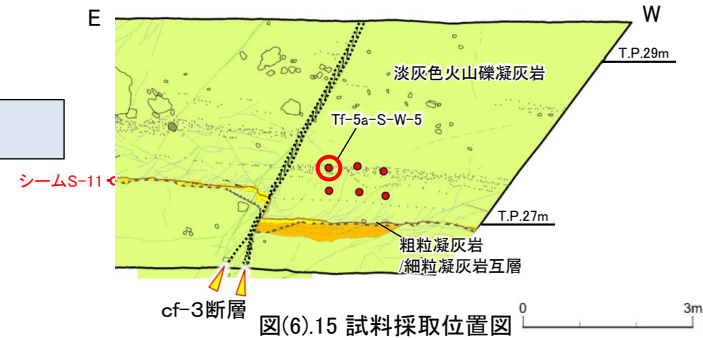 E
W
T.P.29m
淡灰色火山礫凝灰岩
Tf-5a-S-W-5
シームS-11
T.P.27m
粗粒凝灰岩
/細粒凝灰岩互層
cf-3断層
図(6).15 試料採取位置図
0 3m